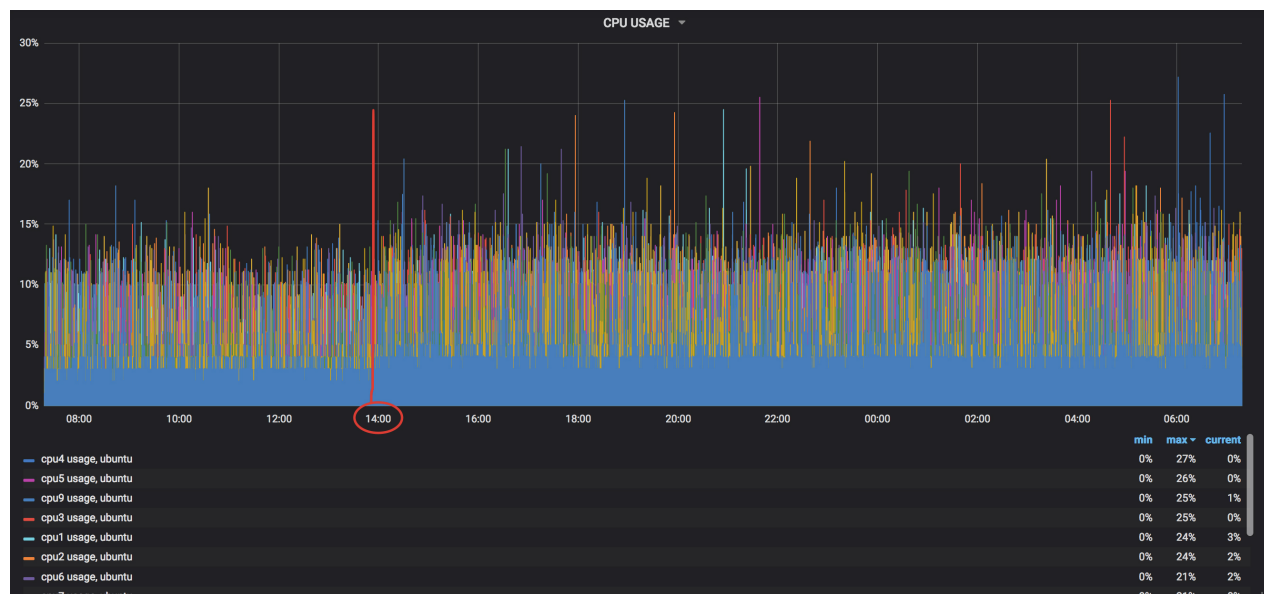 CPU USAGE
30%
25%
20%
15%
10%
5%
0%
08:00 10:00 12:00 14:00 16:00 18:00 20:00 22:00 00:00 02:00 04:00 06:00
min max current
cpu4 usage, ubuntu 0% 27% 0%
cpu5 usage, ubuntu 0% 26% 0%
cpu9 usage, ubuntu 0% 25% 1%
cpu3 usage, ubuntu 0% 25% 0%
cpu1 usage, ubuntu 0% 24% 3%
cpu2 usage, ubuntu 0% 24% 2%
cpu6 usage, ubuntu 0% 21% 2%